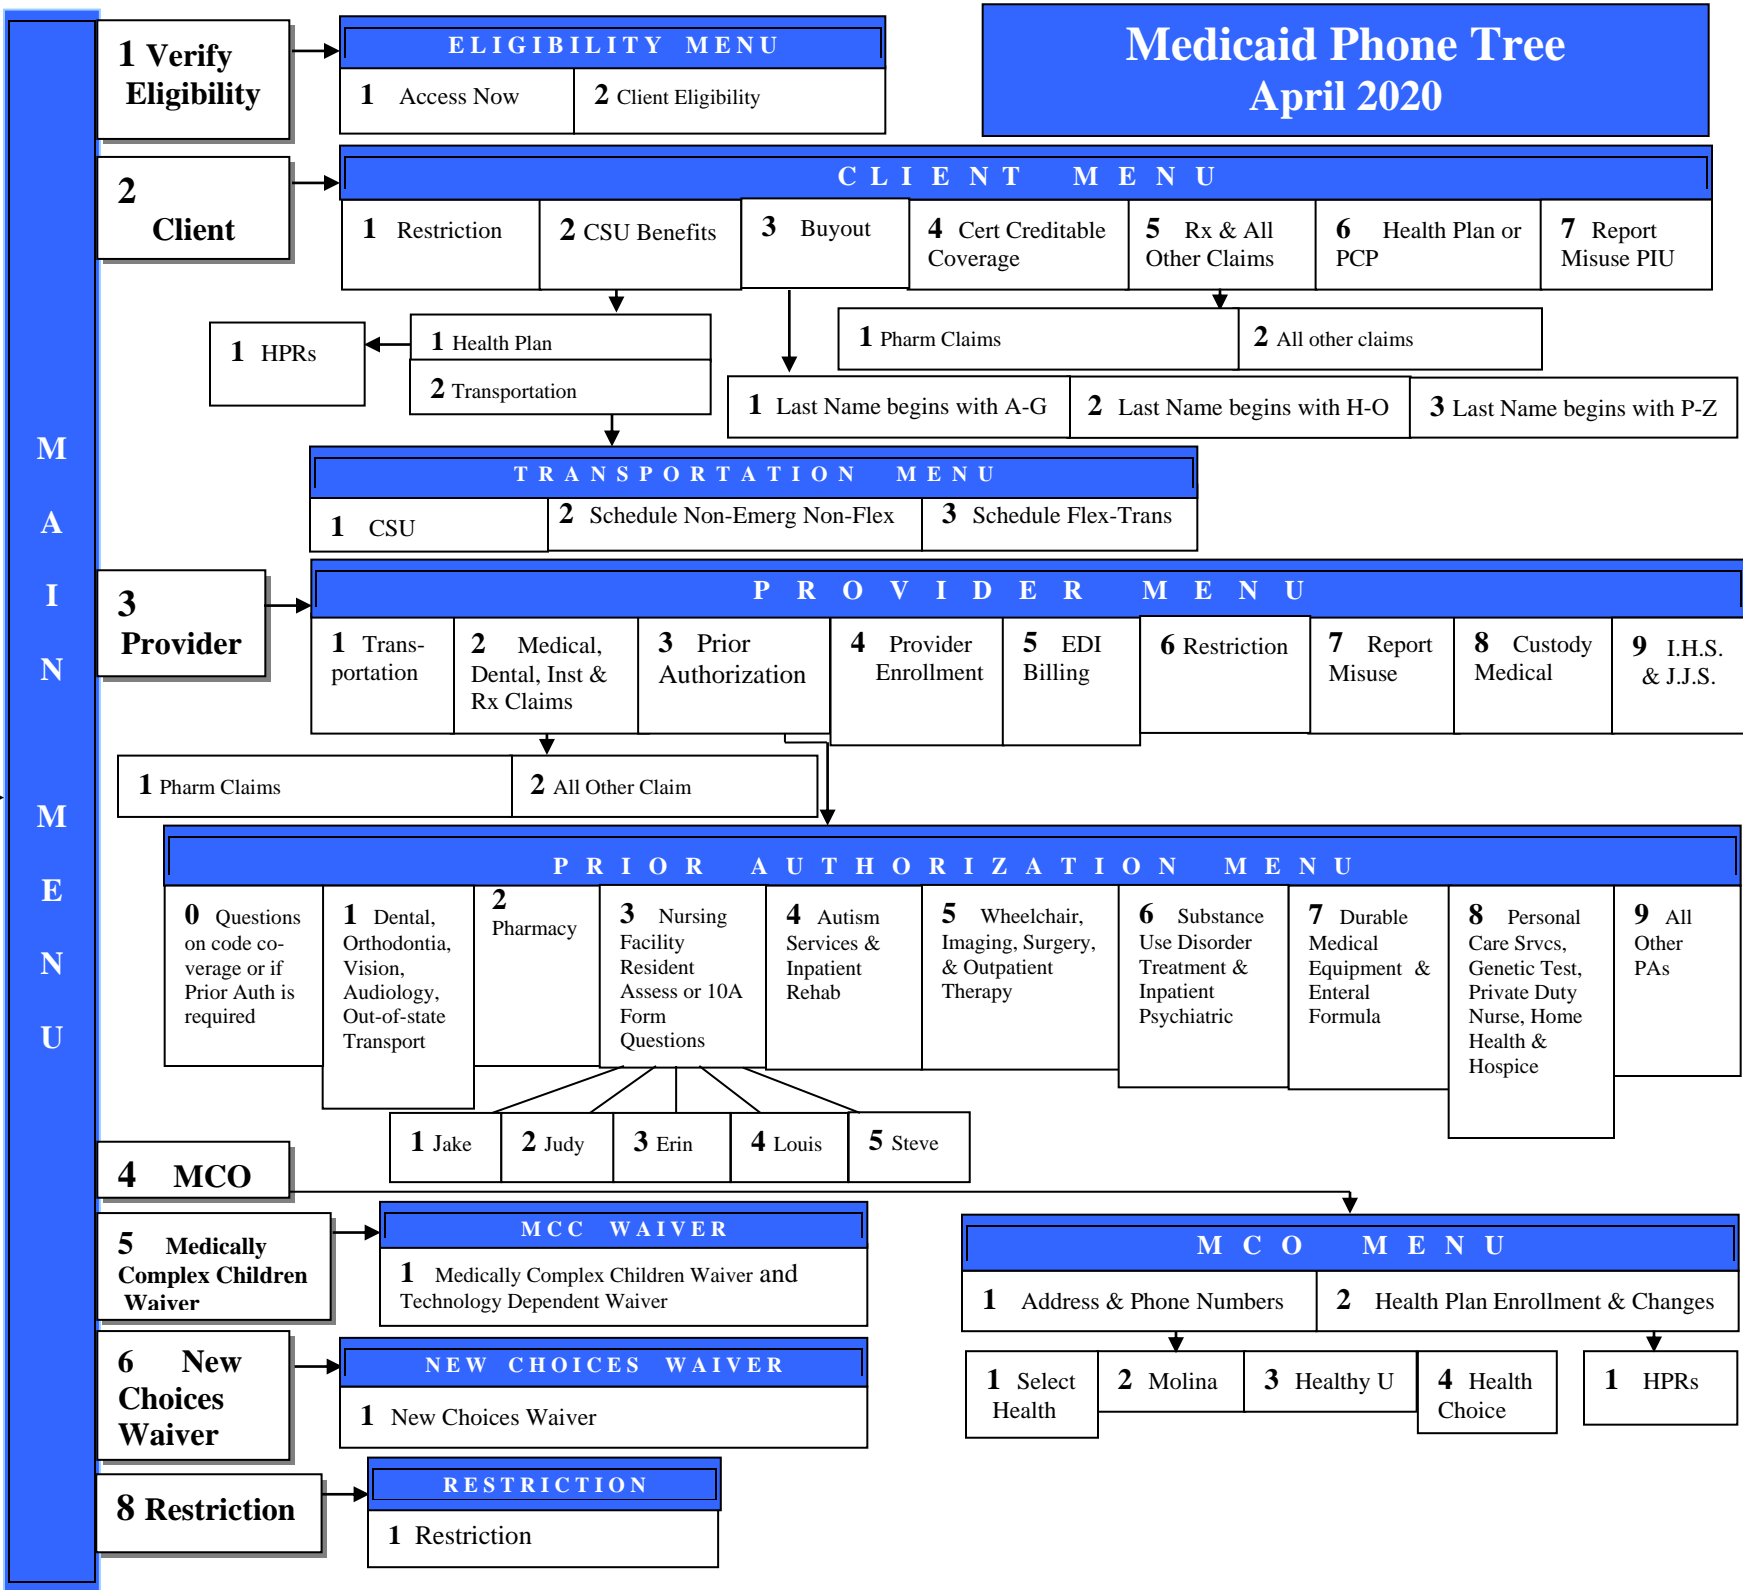 Medicaid Phone Tree
April 2020
M
A
I
N
M
E
N
U
1 Verify
Eligibility
ELIGIBILITY MENU
1 Access Now
2 Client Eligibility
2
Client
CLIENT MENU
1 Restriction
2 CSU Benefits
3 Buyout
4 Cert Creditable
Coverage
5 Rx & All
Other Claims
6 Health Plan or
PCP
7 Report
Misuse PIU
1 HPRs
1 Health Plan
2 Transportation
1 Pharm Claims
2 All other claims
1 Last Name begins with A-G
2 Last Name begins with H-O
3 Last Name begins with P-Z
TRANSPORTATION MENU
1 CSU
2 Schedule Non-Emerg Non-Flex
3 Schedule Flex-Trans
3
Provider
PROVIDER MENU
1 Trans-
portation
2 Medical,
Dental, Inst &
Rx Claims
3 Prior
Authorization
4 Provider
Enrollment
5 EDI
Billing
6 Restriction
7 Report
Misuse
8 Custody
Medical
9 I.H.S.
& J.J.S.
1 Pharm Claims
2 All Other Claim
PRIOR AUTHORIZATION MENU
0 Questions
on code co-
verage or if
Prior Auth is
required
1 Dental,
Orthodontia,
Vision,
Audiology,
Out-of-state
Transport
2
Pharmacy
3 Nursing
Facility
Resident
Assess or 10A
Form
Questions
4 Autism
Services &
Inpatient
Rehab
5 Wheelchair,
Imaging, Surgery,
& Outpatient
Therapy
6 Substance
Use Disorder
Treatment &
Inpatient
Psychiatric
7 Durable
Medical
Equipment &
Enteral
Formula
8 Personal
Care Srvcs,
Genetic Test,
Private Duty
Nurse, Home
Health &
Hospice
9 All
Other
PAs
1 Jake
2 Judy
3 Erin
4 Louis
5 Steve
4 MCO
5 Medically
Complex Children
Waiver
MCC WAIVER
1 Medically Complex Children Waiver and
Technology Dependent Waiver
MCO MENU
1 Address & Phone Numbers
2 Health Plan Enrollment & Changes
1 Select
Health
2 Molina
3 Healthy U
4 Health
Choice
1 HPRs
6 New
Choices
Waiver
NEW CHOICES WAIVER
1 New Choices Waiver
8 Restriction
RESTRICTION
1 Restriction